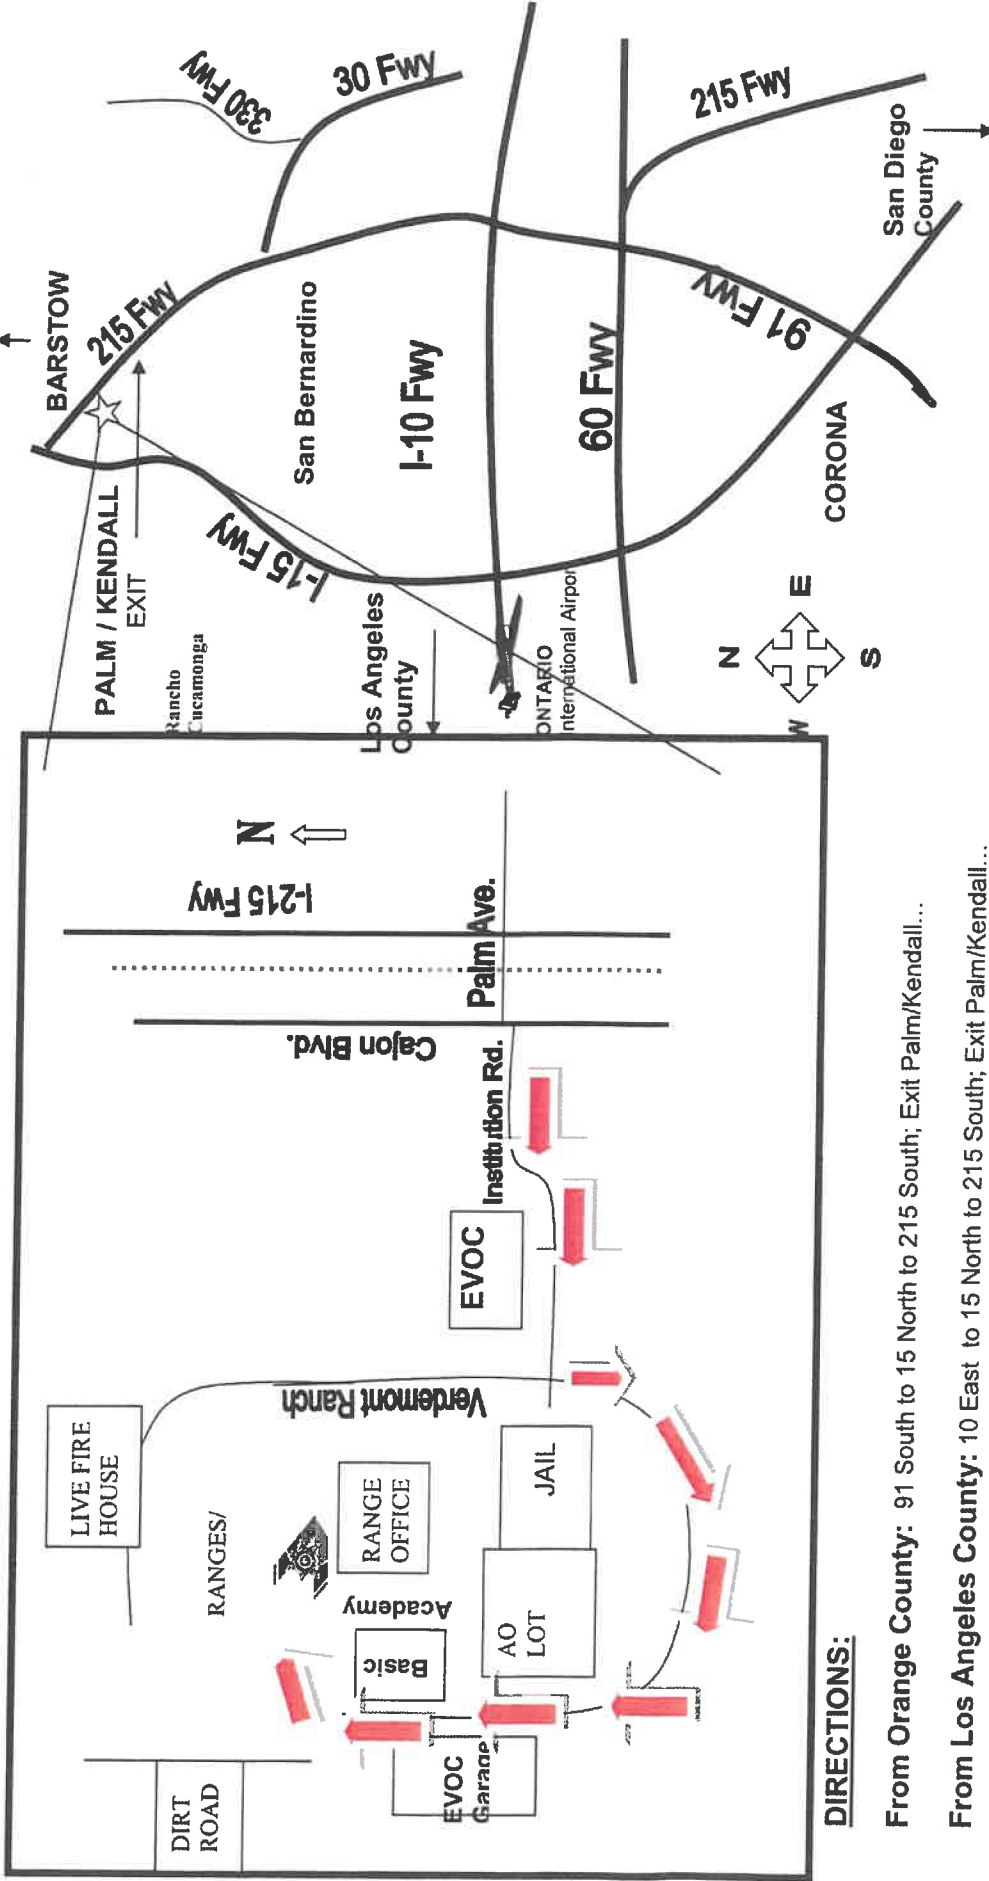 DIRT
ROAD
LIVE FIRE
HOUSE
RANGES/
RANGE
OFFICE
Basic
Academy
EVOC
Garage
AO
LOT
JAIL
Verdemont Ranch
EVOC
Institution Rd.
Cajon Blvd.
Palm Ave.
I-215 Fwy
N
BARSTOW
215 Fwy
330 Fwy
30 Fwy
PALM / KENDALL
EXIT
Rancho
Cucamonga
I-15 Fwy
San Bernardino
Los Angeles
County
I-10 Fwy
ONTARIO
International Airport
60 Fwy
215 Fwy
91 Fwy
San Diego
County
CORONA
N
W
E
S
DIRECTIONS:
From Orange County: 91 South to 15 North to 215 South; Exit Palm/Kendall...
From Los Angeles County: 10 East to 15 North to 215 South; Exit Palm/Kendall...